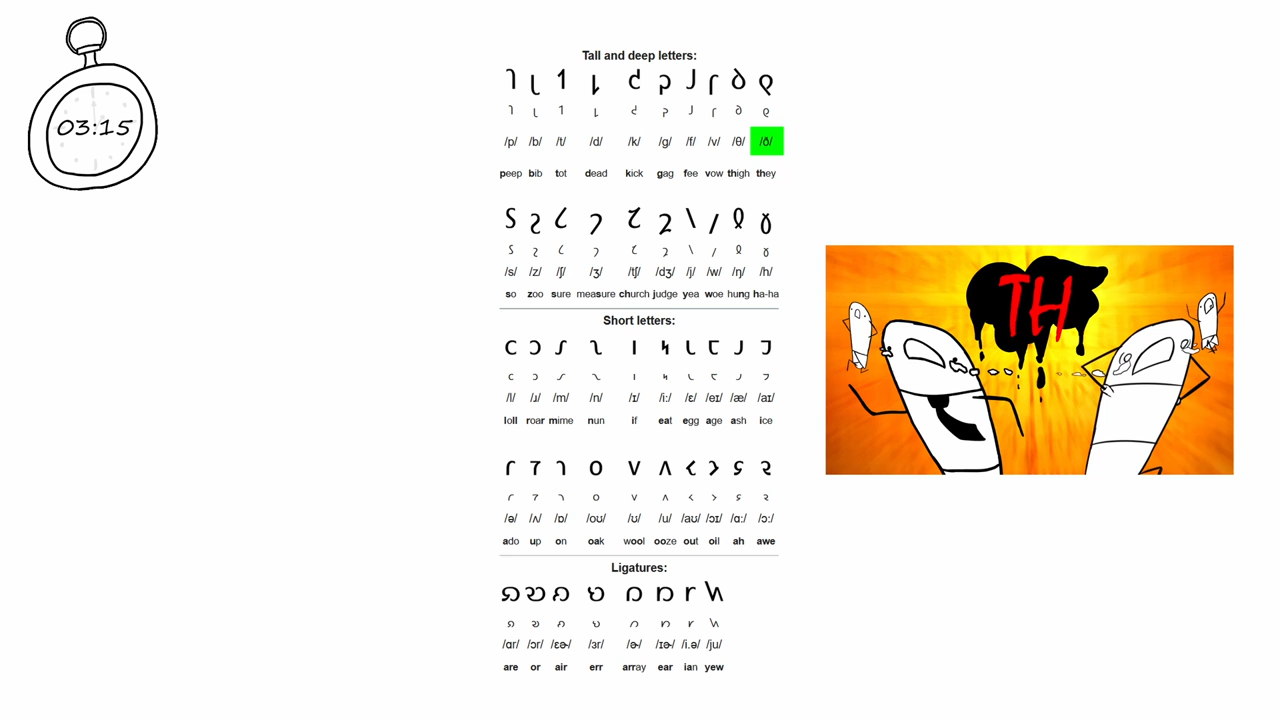 03:15
Tall and deep letters:
𐑐 𐑚 𐑑 𐑛 𐑒 𐑜 𐑓 𐑝 𐑔 𐑞
𐑐 𐑚 𐑑 𐑛 𐑒 𐑜 𐑓 𐑝 𐑔 𐑞
/p/ /b/ /t/ /d/ /k/ /g/ /f/ /v/ /θ/ /ð/
peep bib tot dead kick gag fee vow thigh they
𐑕 𐑟 𐑖 𐑠 𐑗 𐑡 𐑘 𐑢 𐑙 𐑣
𐑕 𐑟 𐑖 𐑠 𐑗 𐑡 𐑘 𐑢 𐑙 𐑣
/s/ /z/ /ʃ/ /ʒ/ /tʃ/ /dʒ/ /j/ /w/ /ŋ/ /h/
so zoo sure measure church judge yea woe hung ha-ha
TH
Short letters:
𐑤 𐑮 𐑥 𐑯 𐑦 𐑰 𐑧 𐑱 𐑨 𐑲
𐑤 𐑮 𐑥 𐑯 𐑦 𐑰 𐑧 𐑱 𐑨 𐑲
/l/ /ɹ/ /m/ /n/ /ɪ/ /iː/ /ɛ/ /eɪ/ /æ/ /aɪ/
loll roar mime nun if eat egg age ash ice
𐑩 𐑳 𐑪 𐑴 𐑫 𐑵 𐑬 𐑶 𐑭 𐑷
𐑩 𐑳 𐑪 𐑴 𐑫 𐑵 𐑬 𐑶 𐑭 𐑷
/ə/ /ʌ/ /ɒ/ /oʊ/ /ʊ/ /u/ /aʊ/ /ɔɪ/ /ɑː/ /ɔː/
ado up on oak wool ooze out oil ah awe
Ligatures:
𐑸 𐑹 𐑺 𐑻 𐑼 𐑽 𐑾 𐑿
𐑸 𐑹 𐑺 𐑻 𐑼 𐑽 𐑾 𐑿
/ɑr/ /ɔr/ /ɛɚ/ /ɜr/ /ɚ/ /ɪɚ/ /i.ə/ /ju/
are or air err array ear ian yew